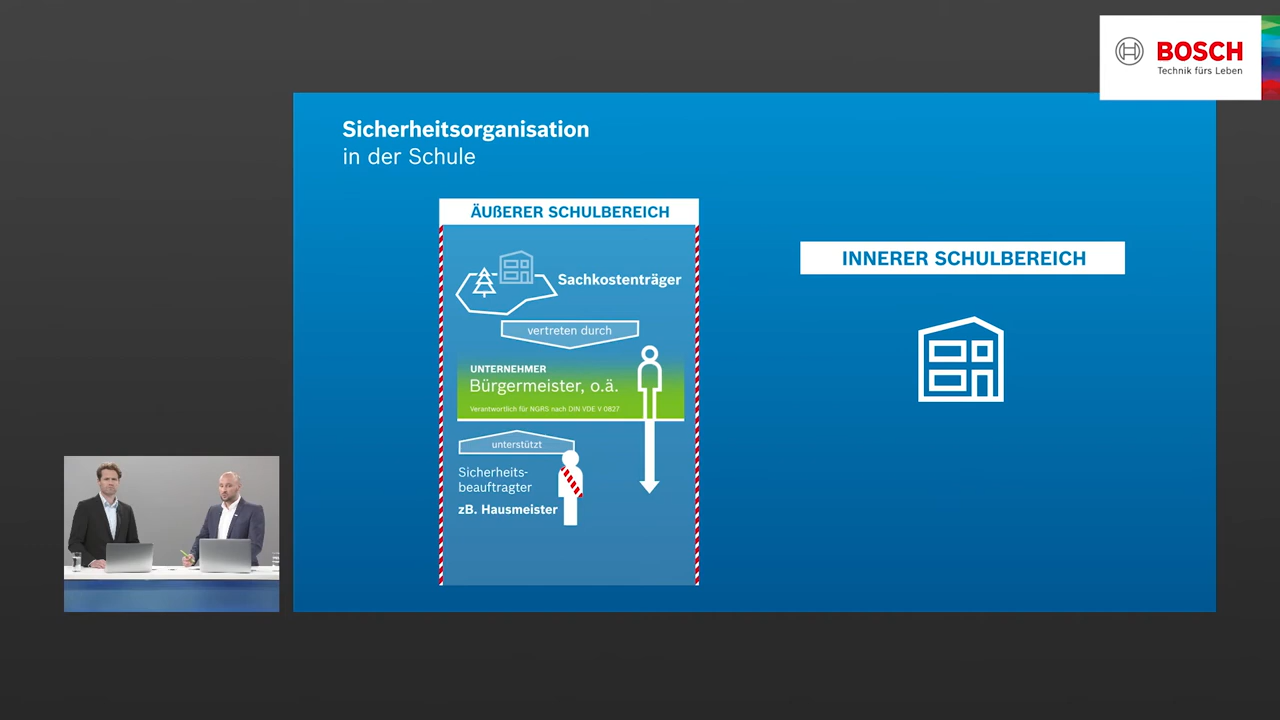 BOSCH
Technik fürs Leben
Sicherheitsorganisation
in der Schule
ÄUßERER SCHULBEREICH
Sachkostenträger
vertreten durch
UNTERNEHMER
Bürgermeister, o.ä.
Verantwortlich für NGRS nach DIN VDE V 0827
unterstützt
Sicherheits-
beauftragter
zB. Hausmeister
INNERER SCHULBEREICH